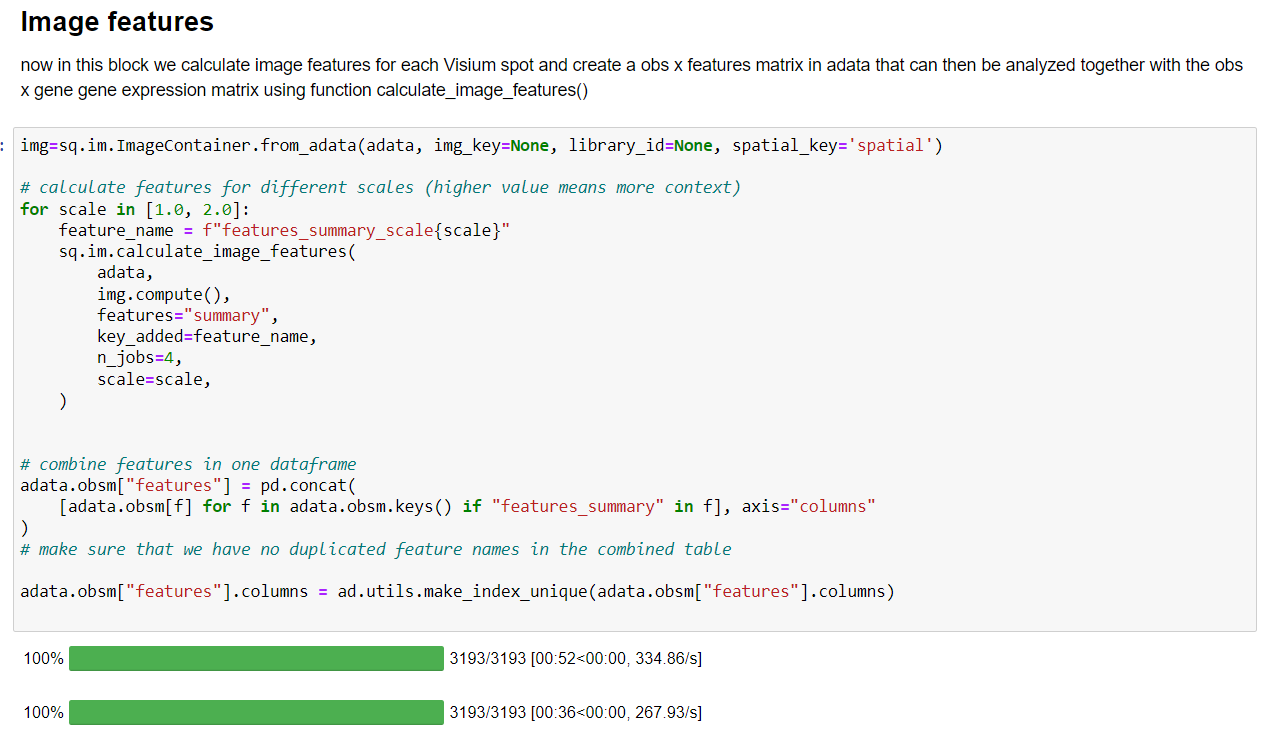 Image features
now in this block we calculate image features for each Visium spot and create a obs x features matrix in adata that can then be analyzed together with the obs
x gene gene expression matrix using function calculate_image_features()
: img=sq.im.ImageContainer.from_adata(adata, img_key=None, library_id=None, spatial_key='spatial')
# calculate features for different scales (higher value means more context)
for scale in [1.0, 2.0]:
    feature_name = f"features_summary_scale{scale}"
    sq.im.calculate_image_features(
        adata,
        img.compute(),
        features="summary",
        key_added=feature_name,
        n_jobs=4,
        scale=scale,
    )
# combine features in one dataframe
adata.obsm["features"] = pd.concat(
    [adata.obsm[f] for f in adata.obsm.keys() if "features_summary" in f], axis="columns"
)
# make sure that we have no duplicated feature names in the combined table
adata.obsm["features"].columns = ad.utils.make_index_unique(adata.obsm["features"].columns)
100% 3193/3193 [00:52<00:00, 334.86/s]
100% 3193/3193 [00:36<00:00, 267.93/s]